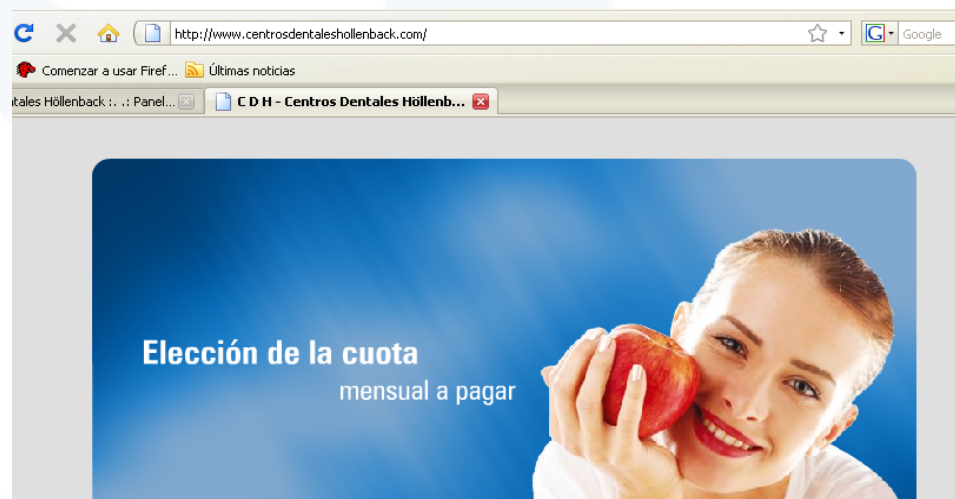 http://www.centrosdentaleshollenback.com/
G Google
Comenzar a usar Firef... Últimas noticias
ntales Höllenback :. .: Panel... C D H - Centros Dentales Höllenb...
Elección de la cuota
mensual a pagar